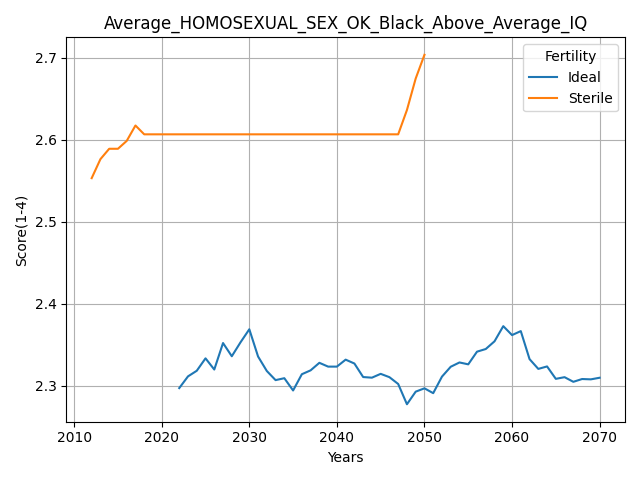 Average_HOMOSEXUAL_SEX_OK_Black_Above_Average_IQ
Score(1-4)
2.7
2.6
2.5
2.4
2.3
Fertility
Ideal
Sterile
2010 2020 2030 2040 2050 2060 2070
Years